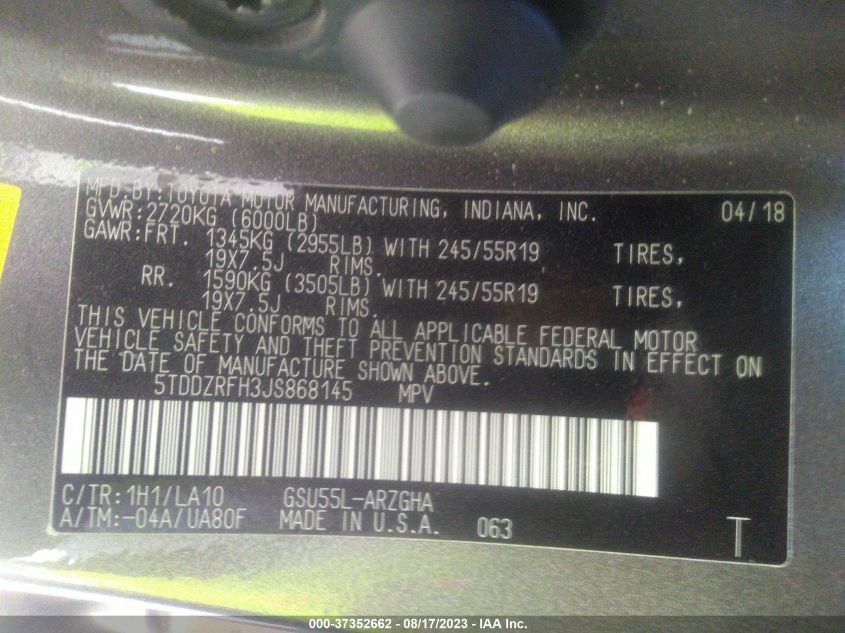 MFD BY: TOYOTA MOTOR MANUFACTURING, INDIANA, INC. 04/18
GVWR: 2720KG (6000LB)
GAWR: FRT. 1345KG (2955LB) WITH 245/55R19 TIRES,
19X7.5J RIMS.
RR. 1590KG (3505LB) WITH 245/55R19 TIRES,
19X7.5J RIMS.
THIS VEHICLE CONFORMS TO ALL APPLICABLE FEDERAL MOTOR
VEHICLE SAFETY AND THEFT PREVENTION STANDARDS IN EFFECT ON
THE DATE OF MANUFACTURE SHOWN ABOVE.
5TDDZRFH3JS868145 MPV
C/TR: 1H1/LA10 GSU55L-ARZGHA
A/TM: -04A/UA80F MADE IN U.S.A. 063 T
000-37352662 - 08/17/2023 - IAA Inc.